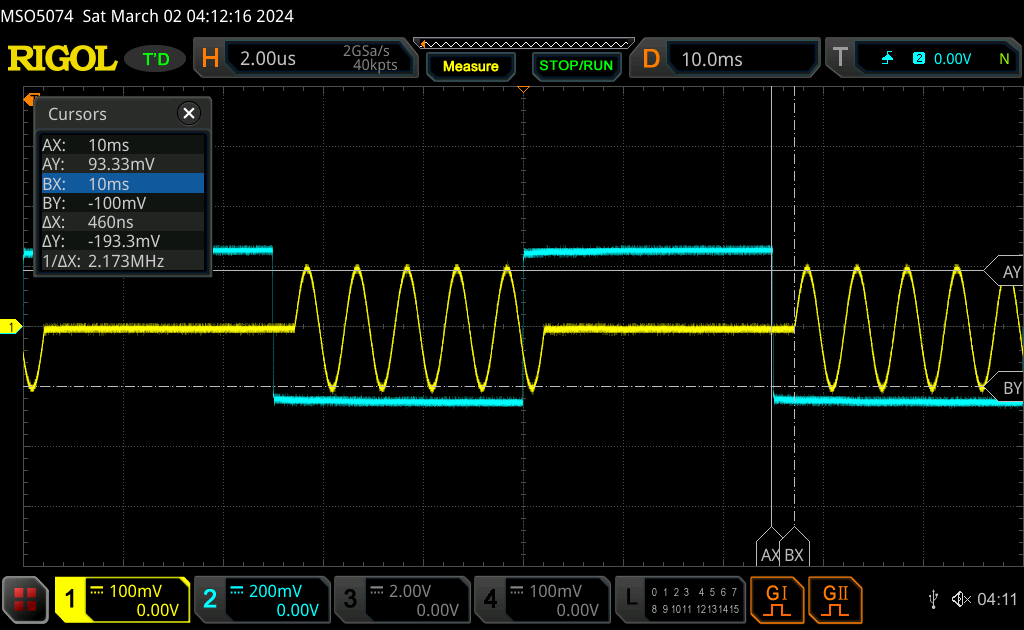 MSO5074 Sat March 02 04:12:16 2024
RIGOL T'D H 2.00us 2GSa/s 40kpts Measure STOP/RUN D 10.0ms T 2 0.00V N
T
Cursors
AX: 10ms
AY: 93.33mV
BX: 10ms
BY: -100mV
ΔX: 460ns
ΔY: -193.3mV
1/ΔX: 2.173MHz
AY
1
BY
AX BX
1 100mV 0.00V 2 200mV 0.00V 3 2.00V 0.00V 4 100mV 0.00V L 0 1 2 3 4 5 6 7 8 9 10 11 12 13 14 15 GI GII 04:11